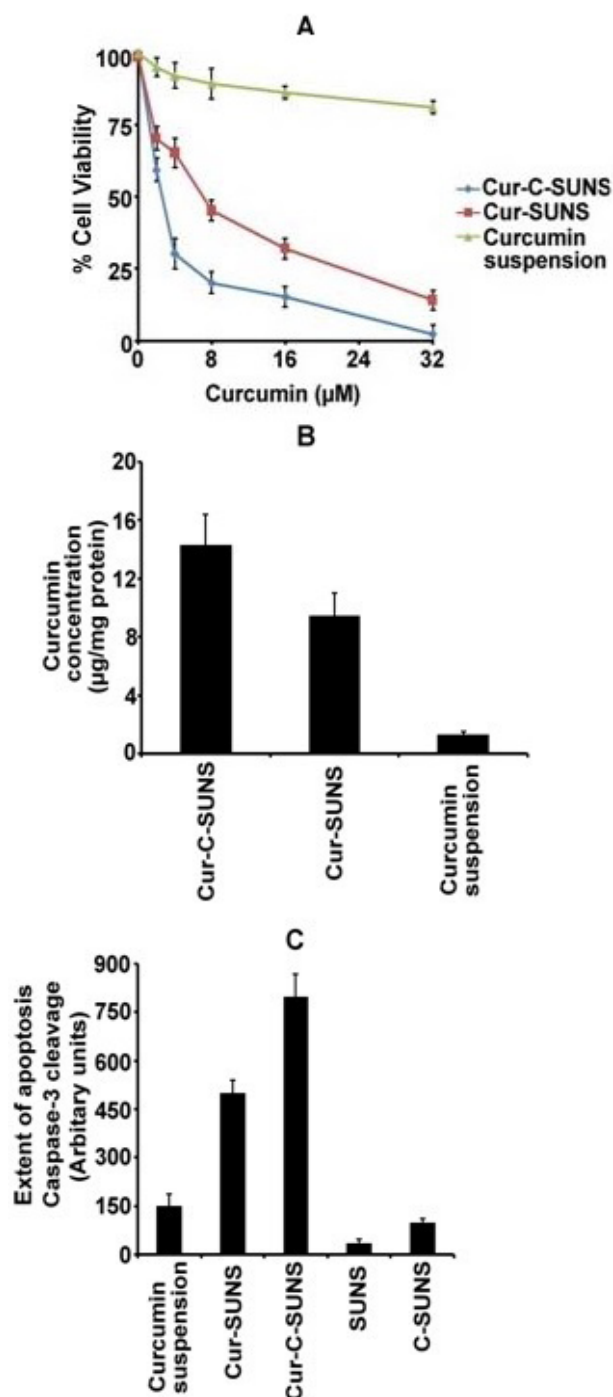 A
100
75
50
25
0
% Cell Viability
0 8 16 24 32
Curcumin (µM)
Cur-C-SUNS
Cur-SUNS
Curcumin
suspension
B
20
16
12
8
4
0
Curcumin
concentration
(µg/mg protein)
Cur-C-SUNS
Cur-SUNS
Curcumin
suspension
C
900
750
600
450
300
150
0
Extent of apoptosis
Caspase-3 cleavage
(Arbitary units)
Curcumin
suspension
Cur-SUNS
Cur-C-SUNS
SUNS
C-SUNS